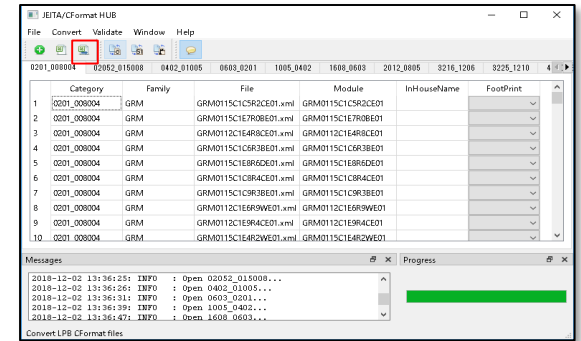 JEITA/CFormat HUB
File Convert Validate Window Help
0201_008004 02052_015008 0402_01005 0603_0201 1005_0402 1608_0603 2012_0805 3216_1206 3225_1210 4
Category Family File Module InHouseName FootPrint
1 0201_008004 GRM GRM0115C1C5R2CE01.xml GRM0115C1C5R2CE01
2 0201_008004 GRM GRM0115C1E7R0BE01.xml GRM0115C1E7R0BE01
3 0201_008004 GRM GRM0112C1E4R8CE01.xml GRM0112C1E4R8CE01
4 0201_008004 GRM GRM0115C1C6R3BE01.xml GRM0115C1C6R3BE01
5 0201_008004 GRM GRM0115C1E8R6DE01.xml GRM0115C1E8R6DE01
6 0201_008004 GRM GRM0115C1C8R4CE01.xml GRM0115C1C8R4CE01
7 0201_008004 GRM GRM0115C1C9R3BE01.xml GRM0115C1C9R3BE01
8 0201_008004 GRM GRM0112C1E6R9WE01.xml GRM0112C1E6R9WE01
9 0201_008004 GRM GRM0112C1E9R4CE01.xml GRM0112C1E9R4CE01
10 0201_008004 GRM GRM0115C1E4R2WE01.xml GRM0115C1E4R2WE01
Messages Progress
2018-12-02 13:36:25: INFO : Open 02052_015008...
2018-12-02 13:36:26: INFO : Open 0402_01005...
2018-12-02 13:36:31: INFO : Open 0603_0201...
2018-12-02 13:36:39: INFO : Open 1005_0402...
2018-12-02 13:36:47: INFO : Open 1608_0603...
Convert LPB CFormat files